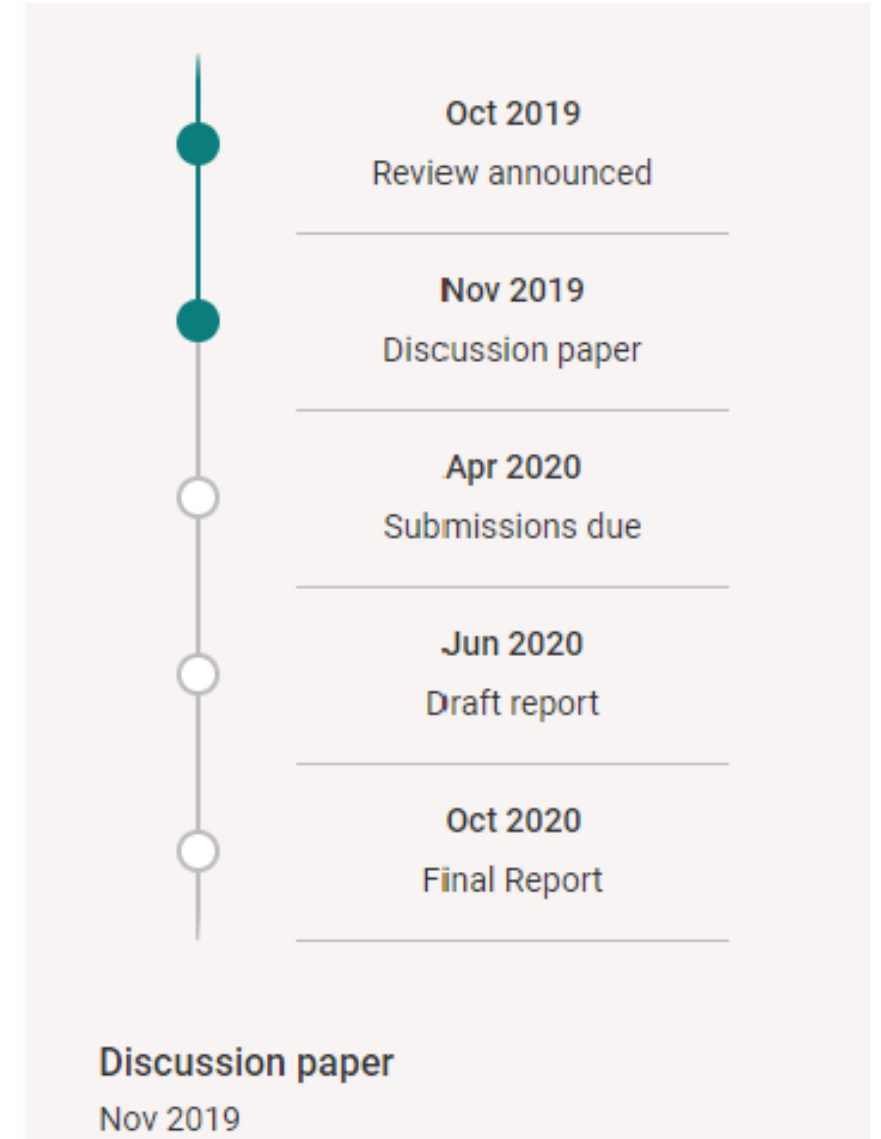 Oct 2019
Review announced
Nov 2019
Discussion paper
Apr 2020
Submissions due
Jun 2020
Draft report
Oct 2020
Final Report
Discussion paper
Nov 2019